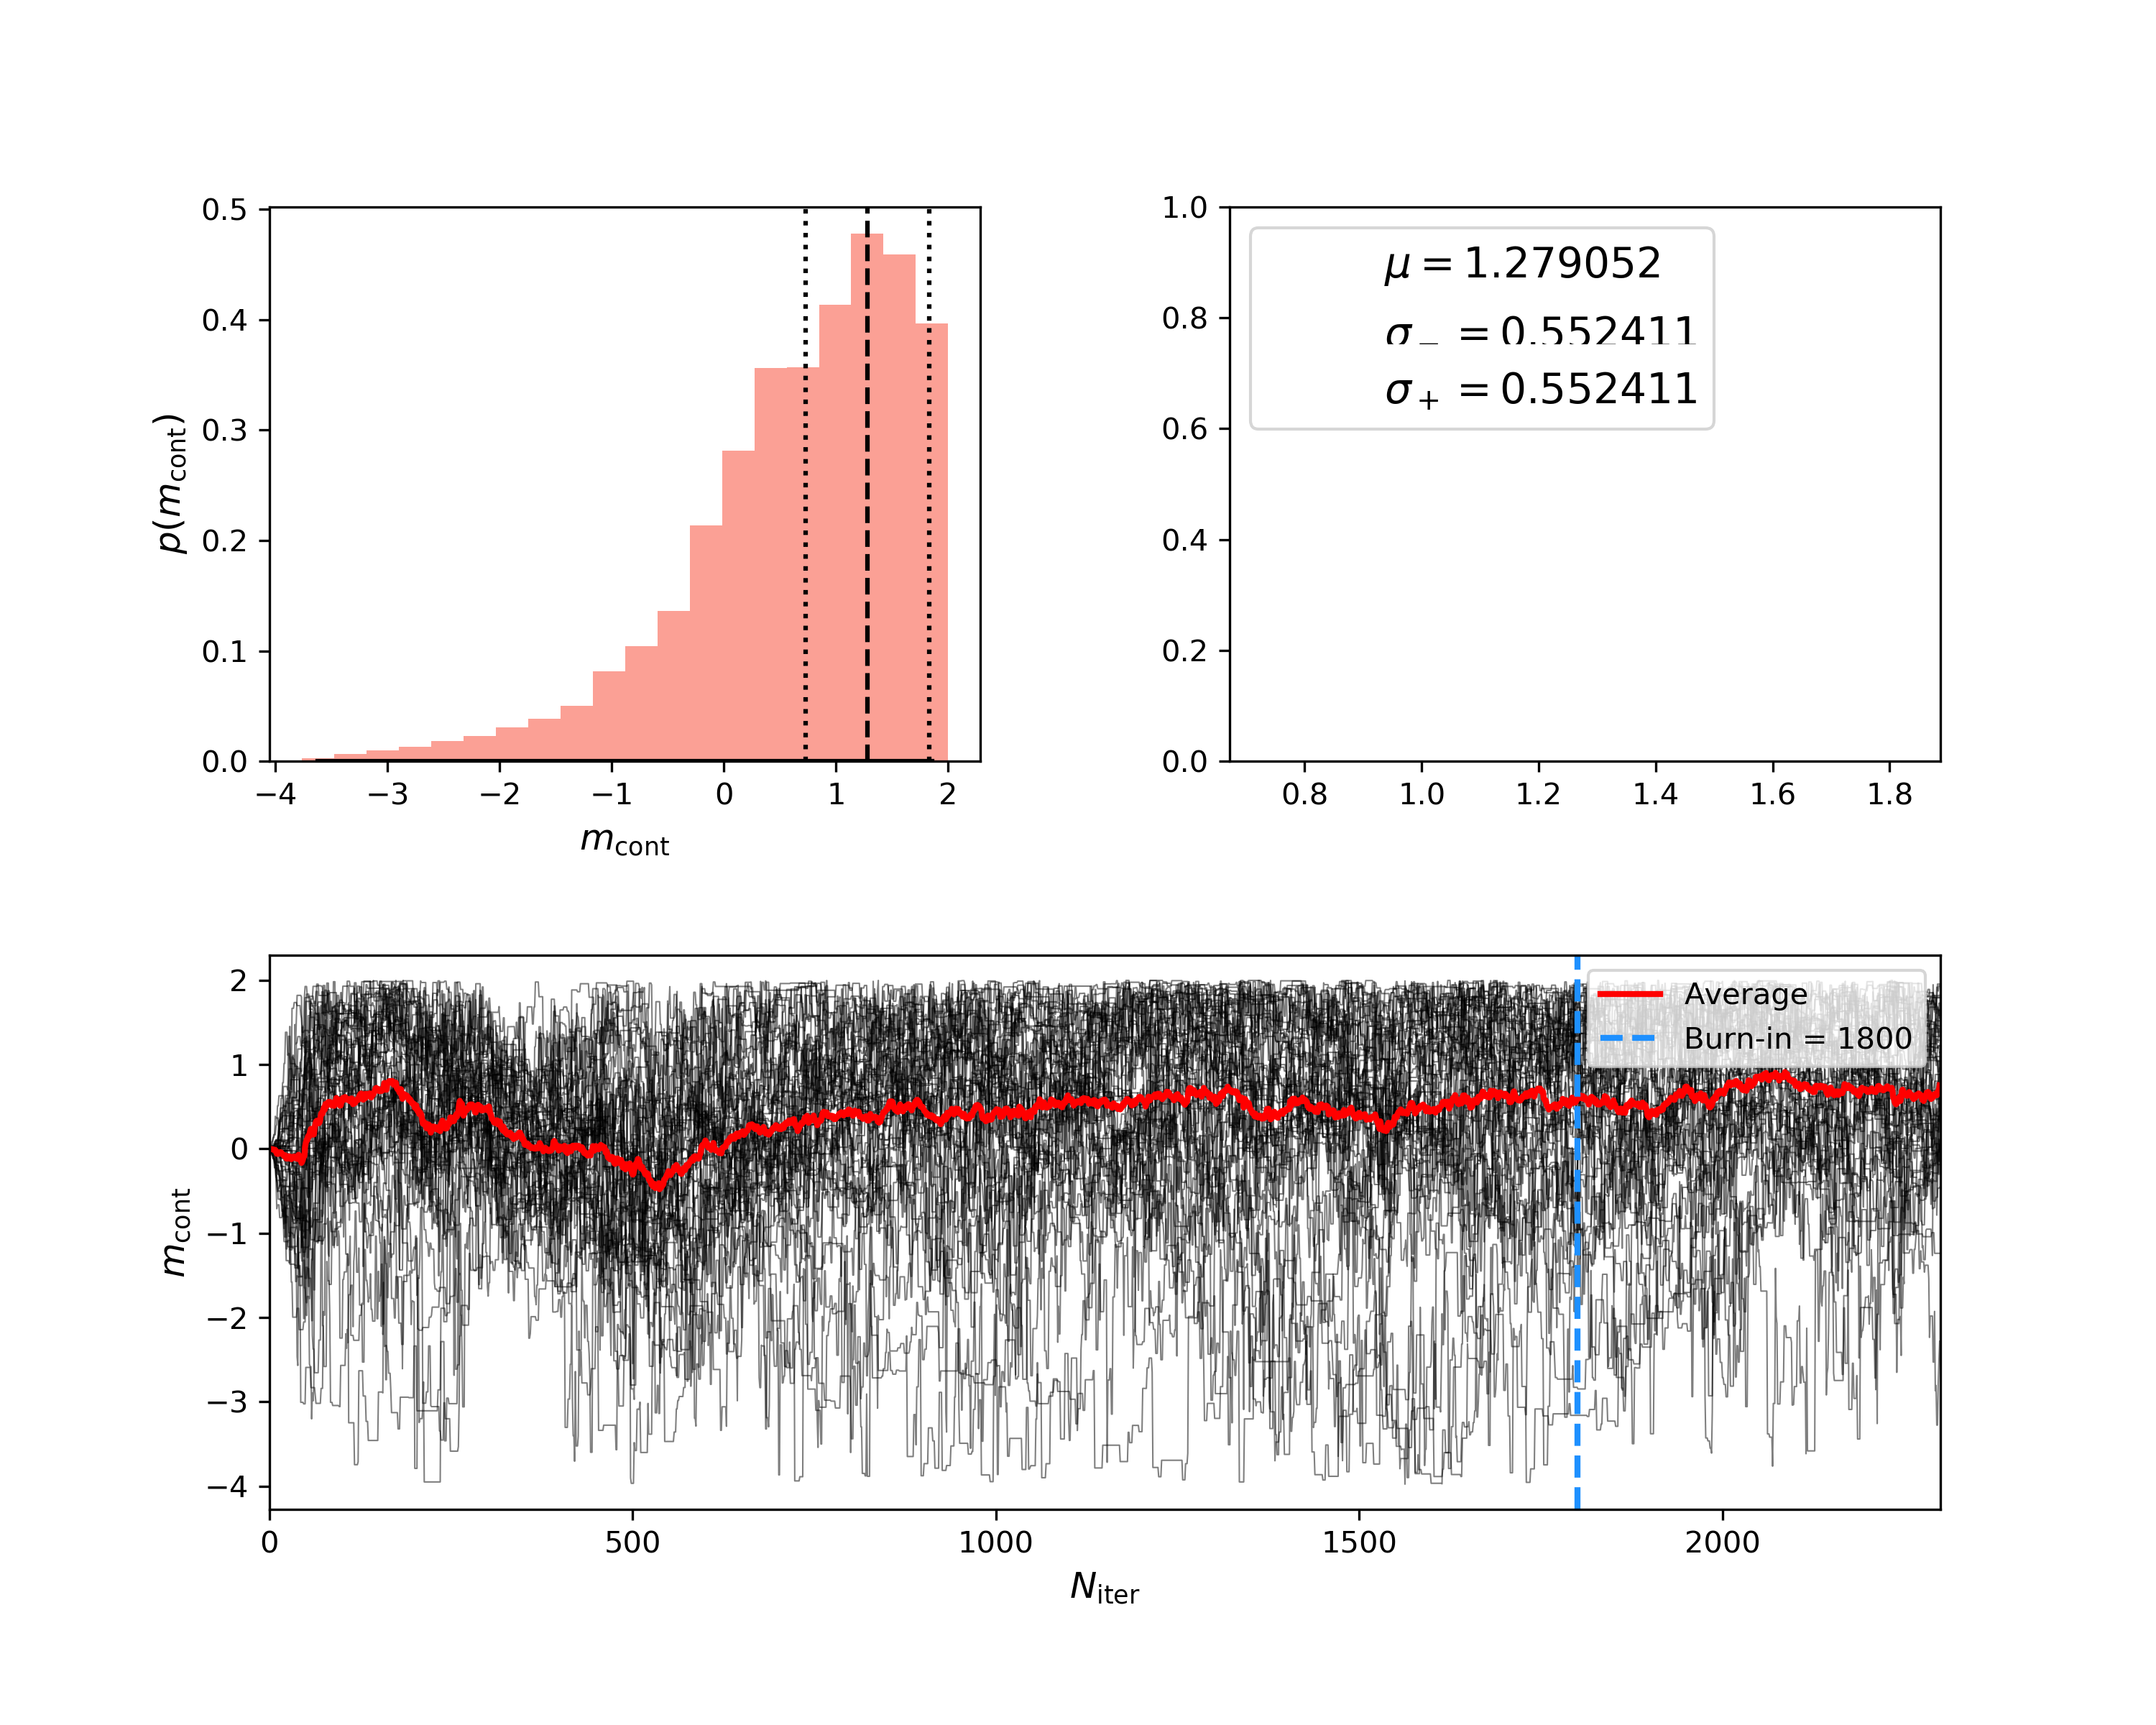 0.5
0.4
0.3
0.2
0.1
0.0
p(m_cont)
−4 −3 −2 −1 0 1 2
m_cont
1.0
0.8
0.6
0.4
0.2
0.0
μ = 1.279052
σ_− = 0.552411
σ_+ = 0.552411
0.8 1.0 1.2 1.4 1.6 1.8
2
1
0
−1
−2
−3
−4
m_cont
Average
Burn-in = 1800
0 500 1000 1500 2000
N_iter